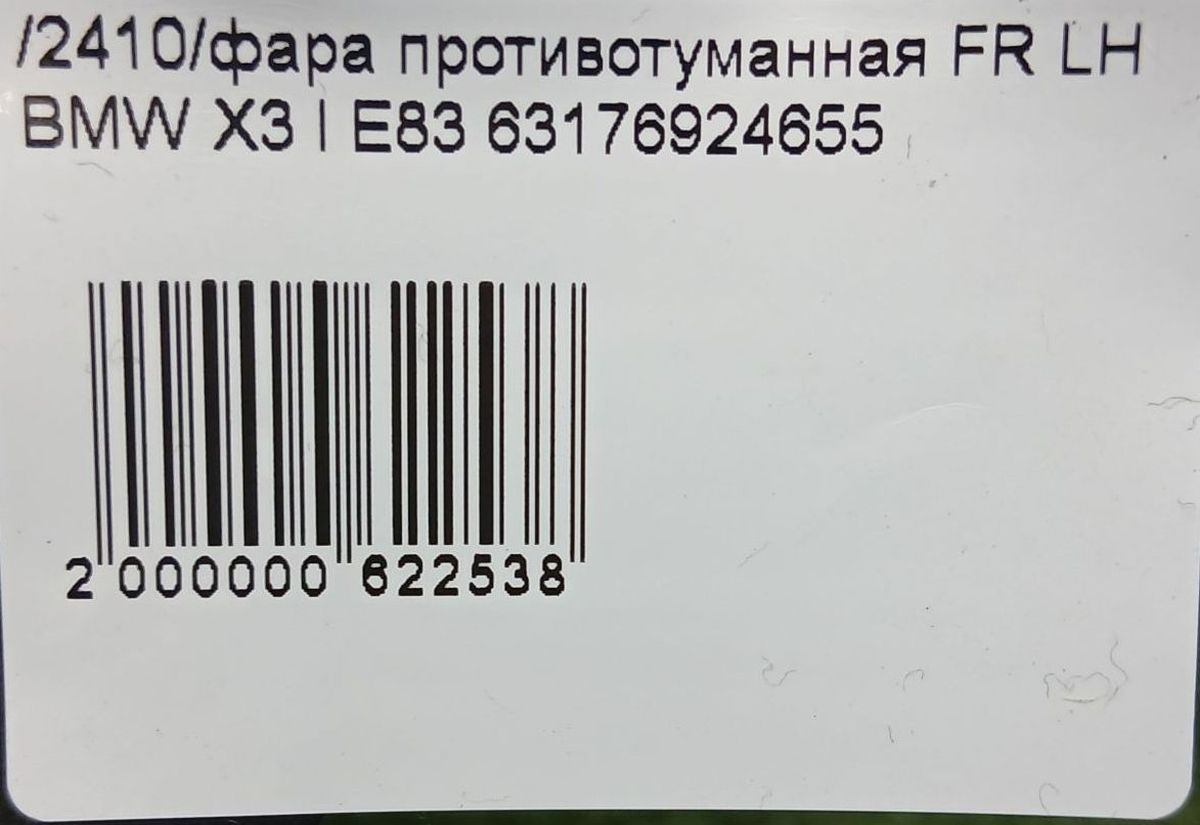 /2410/фара противотуманная FR LH
BMW X3 I E83 63176924655
2 000000 622538